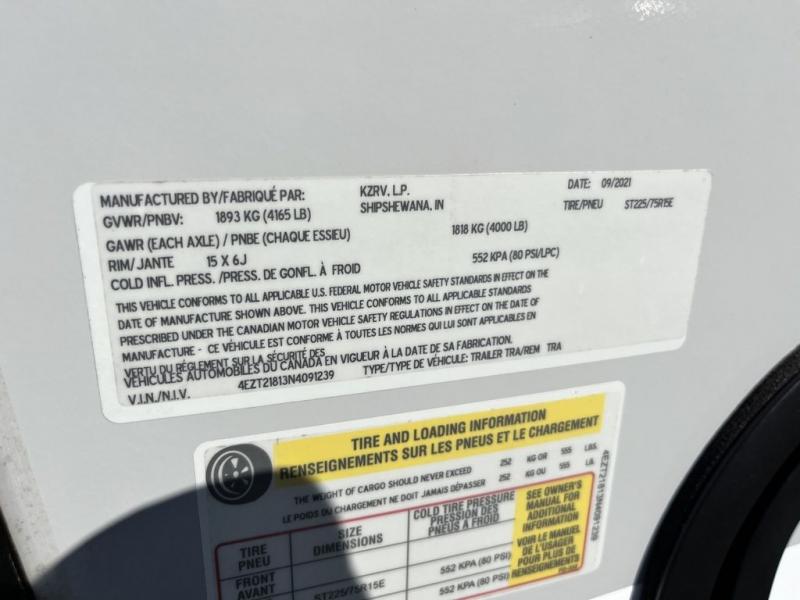 MANUFACTURED BY/FABRIQUÉ PAR: KZRV, L.P. DATE: 09/2021
GVWR/PNBV: 1893 KG (4165 LB) SHIPSHEWANA, IN TIRE/PNEU ST225/75R15E
GAWR (EACH AXLE) / PNBE (CHAQUE ESSIEU) 1818 KG (4000 LB)
RIM/JANTE 15 X 6J
COLD INFL. PRESS. /PRESS. DE GONFL. À FROID 552 KPA (80 PSI/LPC)
THIS VEHICLE CONFORMS TO ALL APPLICABLE U.S. FEDERAL MOTOR VEHICLE SAFETY STANDARDS IN EFFECT ON THE
DATE OF MANUFACTURE SHOWN ABOVE. THIS VEHICLE CONFORMS TO ALL APPLICABLE STANDARDS
PRESCRIBED UNDER THE CANADIAN MOTOR VEHICLE SAFETY REGULATIONS IN EFFECT ON THE DATE OF
MANUFACTURE - CE VÉHICULE EST CONFORME À TOUTES LES NORMES QUI LUI SONT APPLICABLES EN
VERTU DU RÉGLEMENT SUR LA SÉCURITÉ DES
VÉHICULES AUTOMOBILES DU CANADA EN VIGUEUR À LA DATE DE SA FABRICATION.
V.I.N./N.I.V. 4EZT21813N4091239 TYPE/TYPE DE VÉHICULE: TRAILER TRA/REM TRA
TIRE AND LOADING INFORMATION
RENSEIGNEMENTS SUR LES PNEUS ET LE CHARGEMENT
THE WEIGHT OF CARGO SHOULD NEVER EXCEED 252 KG OR 555 LBS.
LE POIDS DU CHARGEMENT NE DOIT JAMAIS DÉPASSER 252 KG OU 555 LB.
TIRE
PNEU
SIZE
DIMENSIONS
COLD TIRE PRESSURE
PRESSION DES
PNEUS A FROID
FRONT
AVANT
ST225/75R15E
552 KPA (80 PSI)
552 KPA (80 PSI)
SEE OWNER'S
MANUAL FOR
ADDITIONAL
INFORMATION
VOIR LE MANUEL
DE L'USAGER
POUR PLUS DE
RENSEIGNEMENTS
4EZT21813N4091239